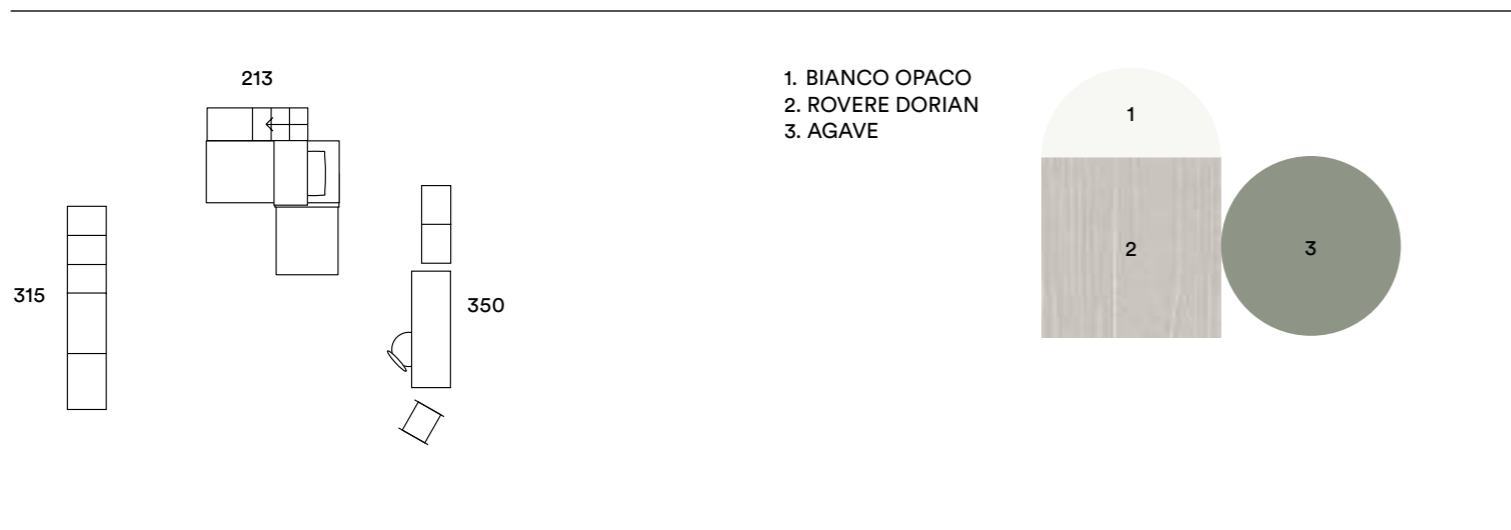 213
315
350
1. BIANCO OPACO
2. ROVERE DORIAN
3. AGAVE
1
2
3